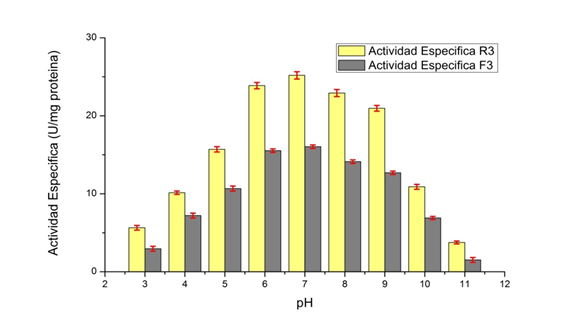 30
20
10
0
Actividad Especifica (U/mg proteina)
Actividad Especifica R3
Actividad Especifica F3
2 3 4 5 6 7 8 9 10 11 12
pH